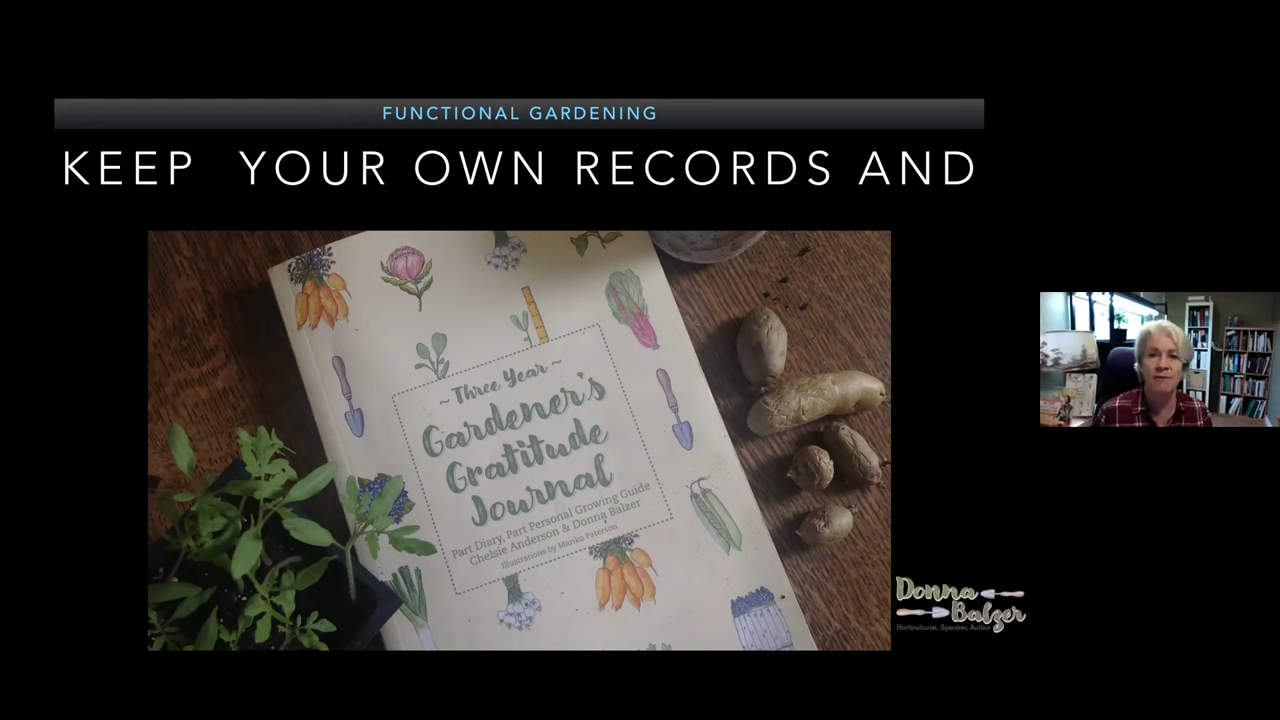 FUNCTIONAL GARDENING
KEEP YOUR OWN RECORDS AND
~ Three Year ~
Gardener's
Gratitude
Journal
Part Diary, Part Personal Growing Guide
Chelsie Anderson & Donna Balzer
Illustrations by Mariko Paterson
Donna
Balzer
Horticulturist, Speaker, Author